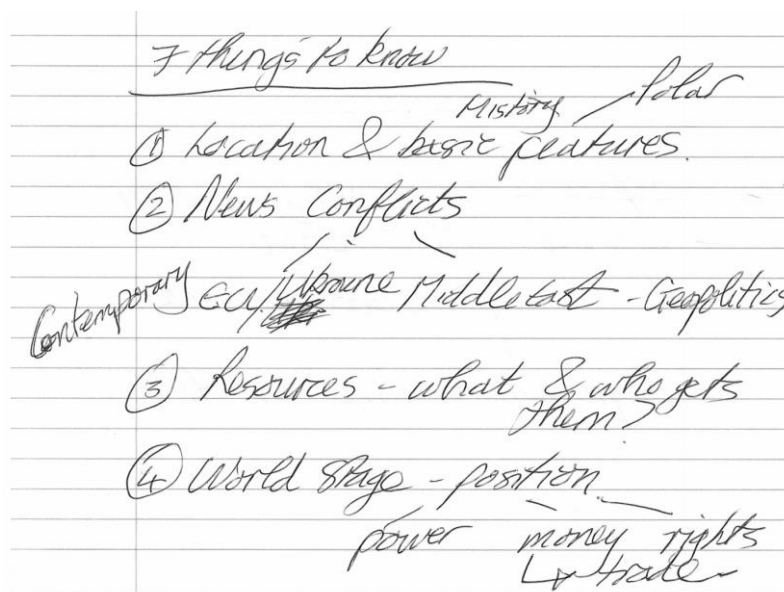 7 things to know
History Polar
① Location & basic features.
② News Conflicts
Contemporary EU/Ukraine Middle East - Geopolitics
③ Resources - what & who gets
them?
④ World Stage - position
power money rights
↳ trade